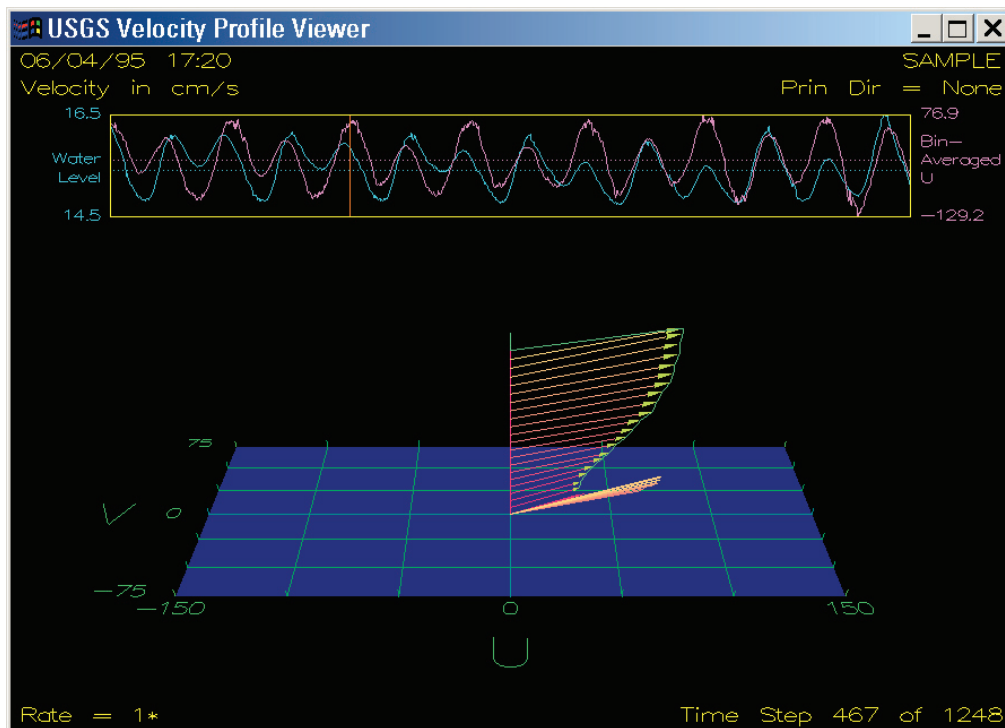 USGS Velocity Profile Viewer
06/04/95 17:20 SAMPLE
Velocity in cm/s Prin Dir = None
16.5 76.9
Water Level Bin-Averaged U
14.5 -129.2
75
V 0
-75
-150 0 150
U
Rate = 1* Time Step 467 of 1248